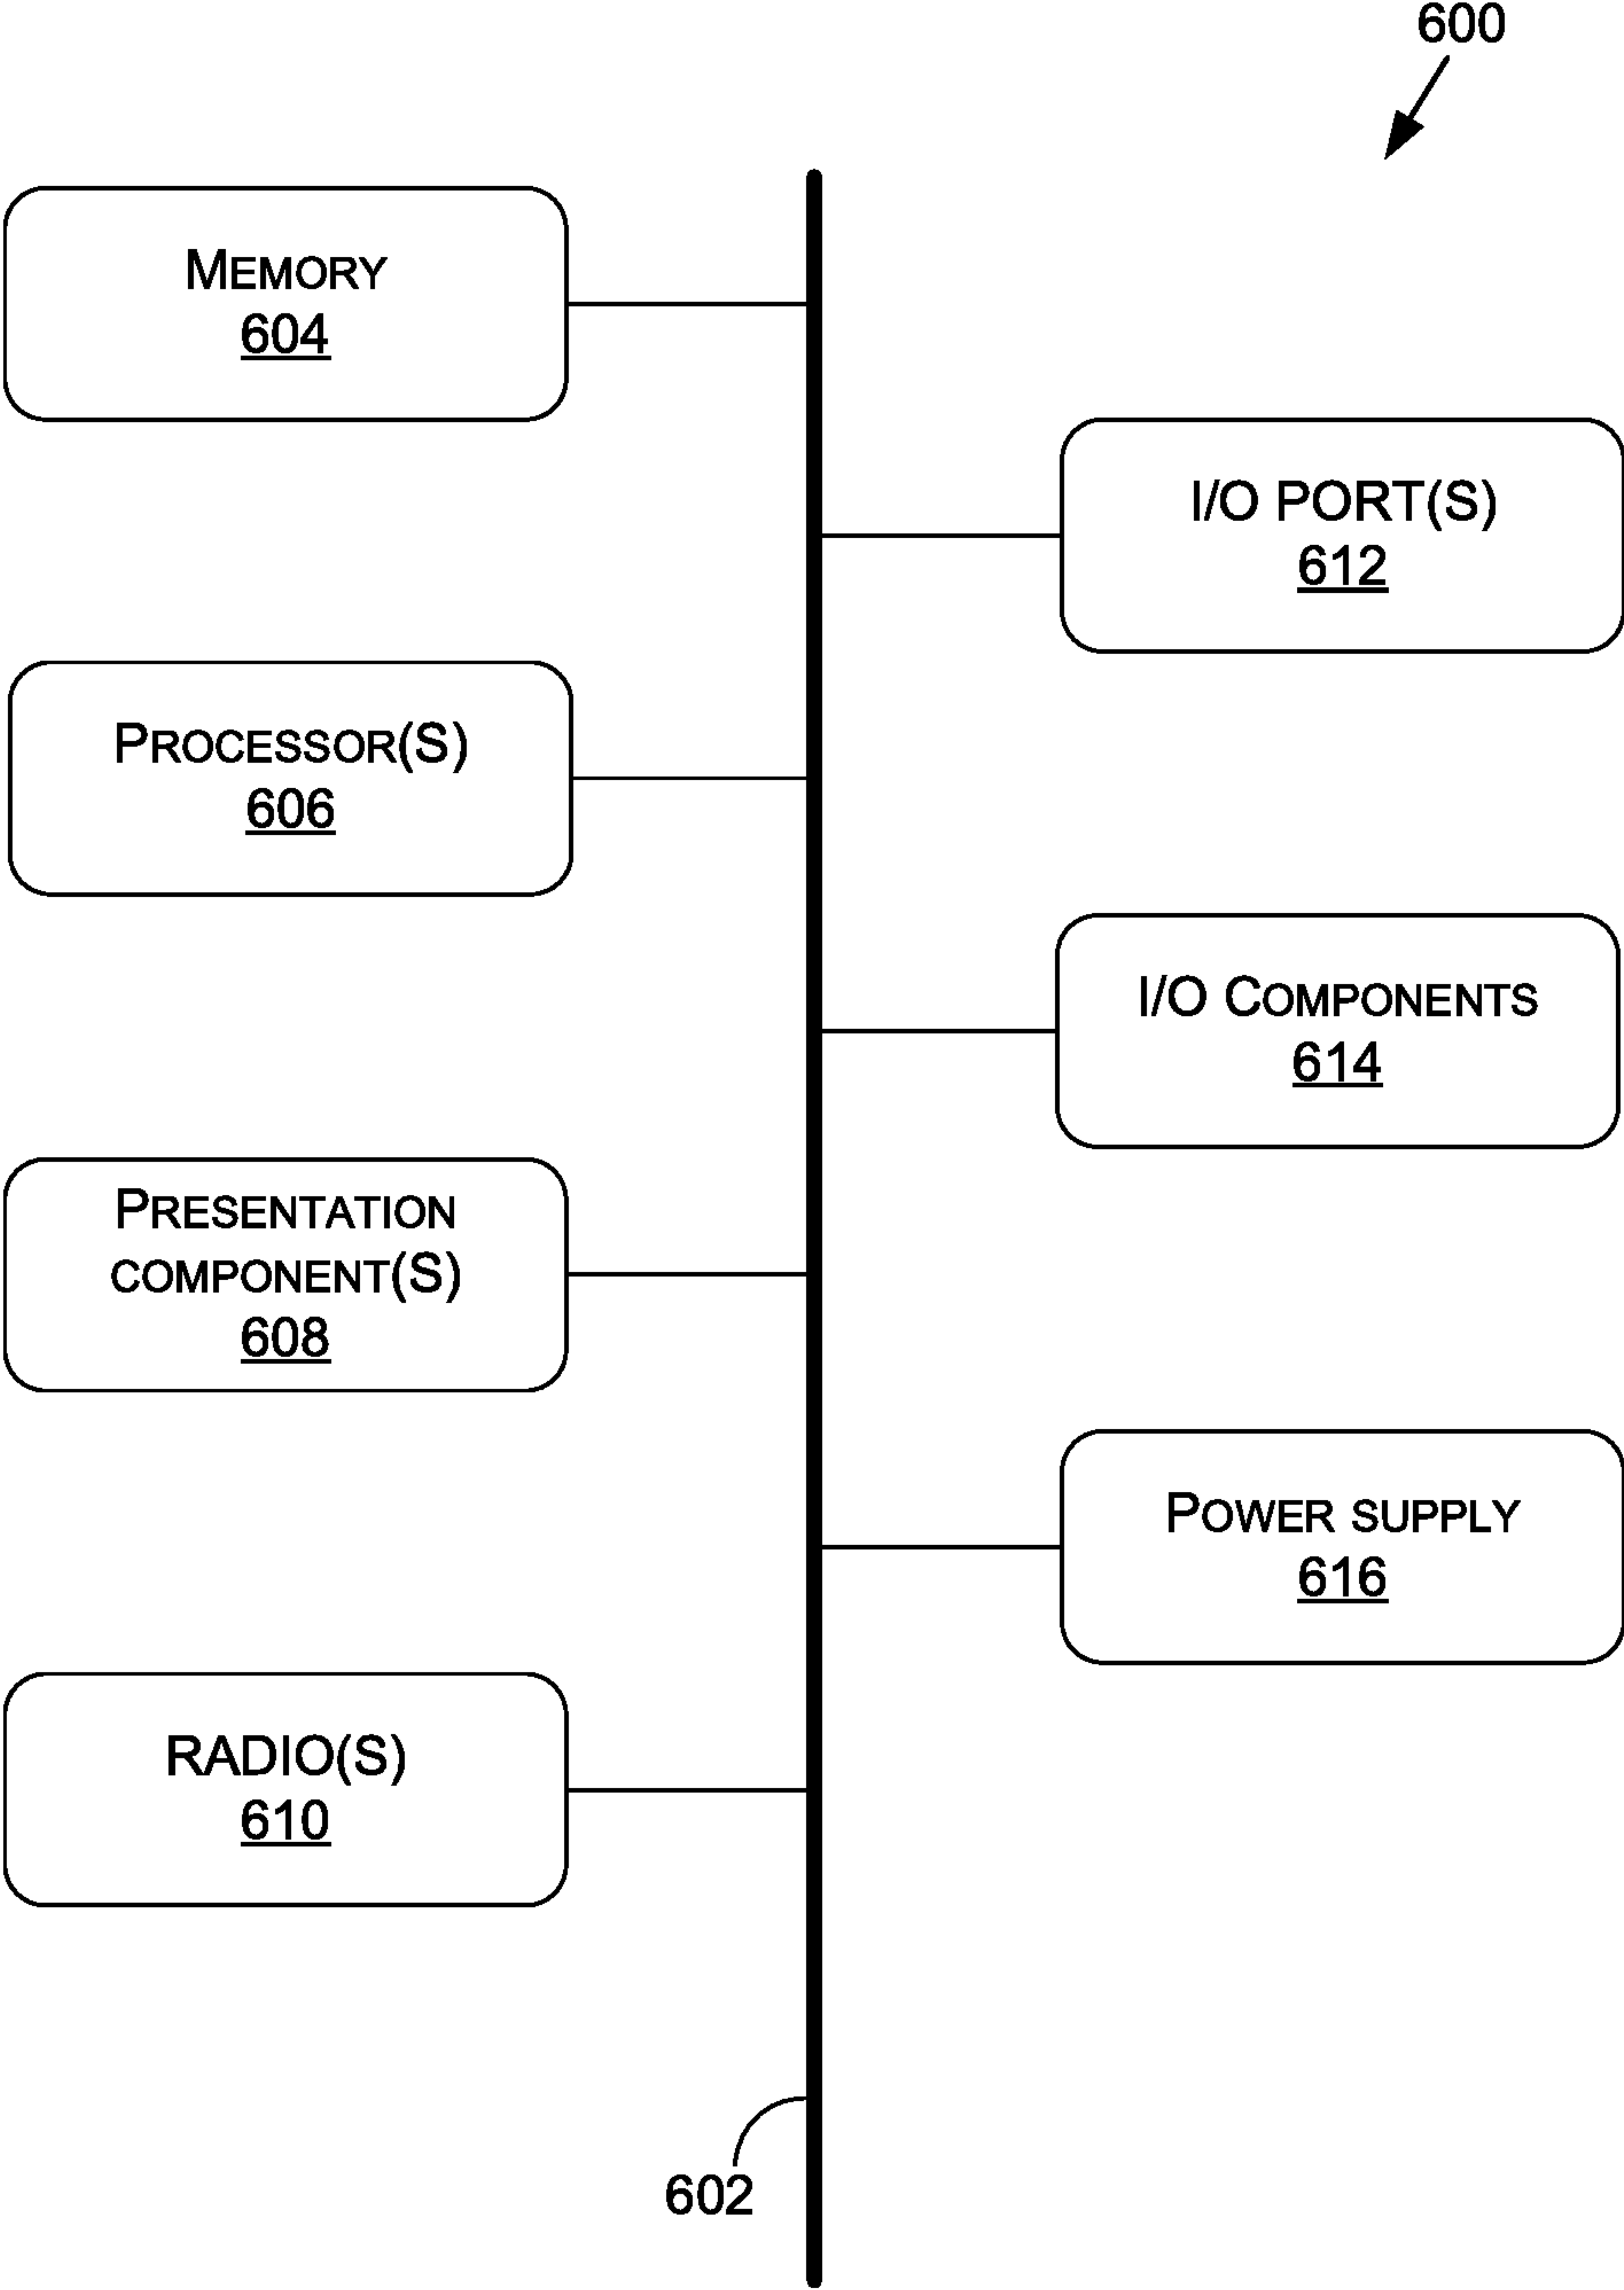 600
MEMORY
604
I/O PORT(S)
612
PROCESSOR(S)
606
I/O COMPONENTS
614
PRESENTATION
COMPONENT(S)
608
POWER SUPPLY
616
RADIO(S)
610
602